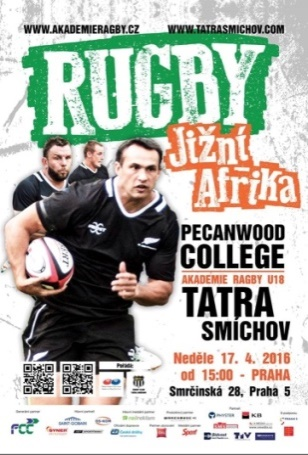 WWW.AKADEMIERAGBY.CZ WWW.TATRASMICHOV.COM
RUGBY
Jižní
Afrika
PECANWOOD
COLLEGE
AKADEMIE RAGBY U18
TATRA
SMÍCHOV
Neděle 17. 4. 2016
od 15:00 - PRAHA
Smrčinská 28, Praha 5
Pořádá: